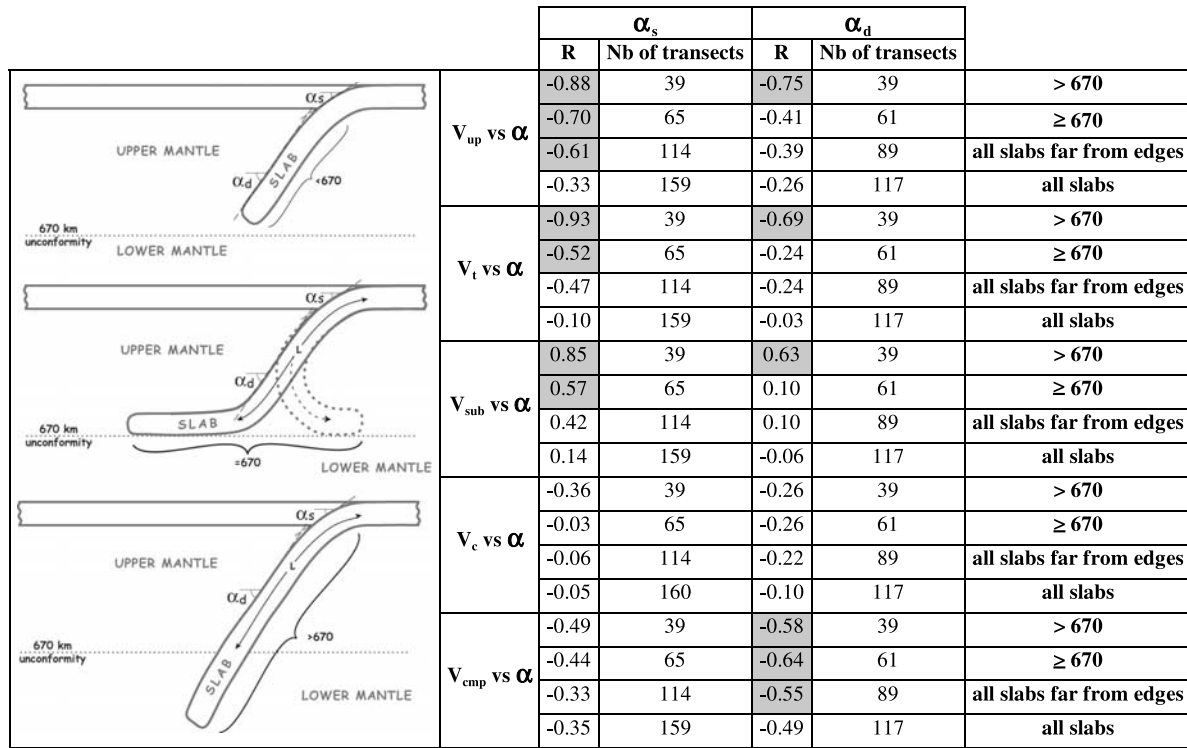 αs αd
R Nb of transects R Nb of transects
Vup vs α
-0.88 39 -0.75 39 > 670
-0.70 65 -0.41 61 ≥ 670
-0.61 114 -0.39 89 all slabs far from edges
-0.33 159 -0.26 117 all slabs
Vt vs α
-0.93 39 -0.69 39 > 670
-0.52 65 -0.24 61 ≥ 670
-0.47 114 -0.24 89 all slabs far from edges
-0.10 159 -0.03 117 all slabs
Vsub vs α
0.85 39 0.63 39 > 670
0.57 65 0.10 61 ≥ 670
0.42 114 0.10 89 all slabs far from edges
0.14 159 -0.06 117 all slabs
Vc vs α
-0.36 39 -0.26 39 > 670
-0.03 65 -0.26 61 ≥ 670
-0.06 114 -0.22 89 all slabs far from edges
-0.05 160 -0.10 117 all slabs
Vcmp vs α
-0.49 39 -0.58 39 > 670
-0.44 65 -0.64 61 ≥ 670
-0.33 114 -0.55 89 all slabs far from edges
-0.35 159 -0.49 117 all slabs
αs
UPPER MANTLE
SLAB
αd
<670
670 km
unconformity
LOWER MANTLE
αs
UPPER MANTLE
L
αd
SLAB
670 km
unconformity
=670
LOWER MANTLE
αs
UPPER MANTLE
L
αd
>670
670 km
unconformity
SLAB
LOWER MANTLE